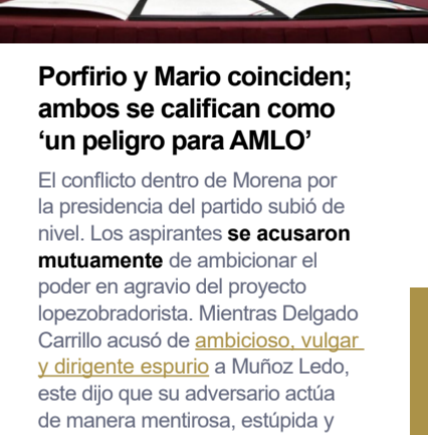 Porfirio y Mario coinciden;
ambos se califican como
‘un peligro para AMLO’
El conflicto dentro de Morena por
la presidencia del partido subió de
nivel. Los aspirantes se acusaron
mutuamente de ambicionar el
poder en agravio del proyecto
lopezobradorista. Mientras Delgado
Carrillo acusó de ambicioso, vulgar
y dirigente espurio a Muñoz Ledo,
este dijo que su adversario actúa
de manera mentirosa, estúpida y